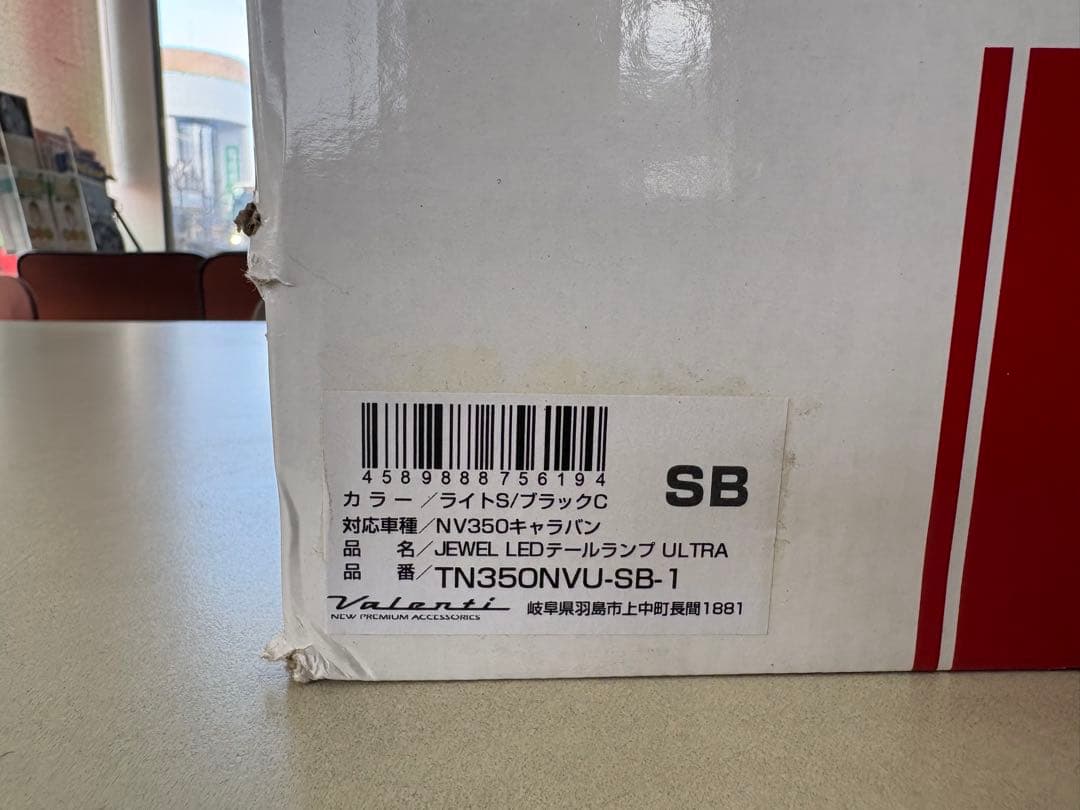 4589888756194
SB
カラー／ライトS/ブラックC
対応車種／NV350キャラバン
品　名／JEWEL LEDテールランプ ULTRA
品　番／TN350NVU-SB-1
Valenti 岐阜県羽島市上中町長間1881
NEW PREMIUM ACCESSORIES